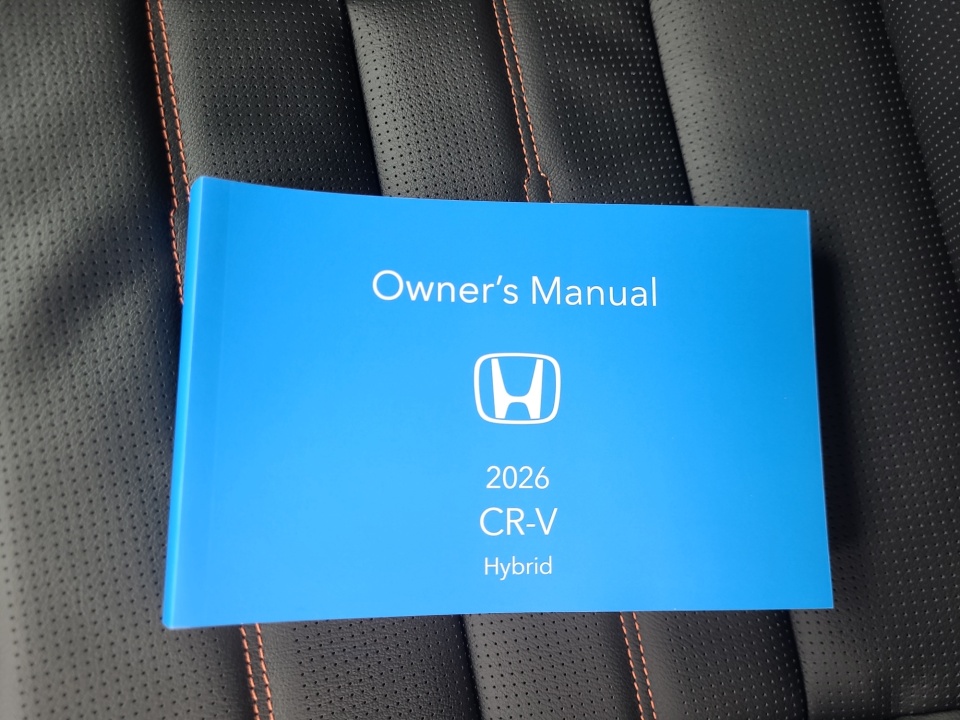 Owner's Manual
2026
CR-V
Hybrid